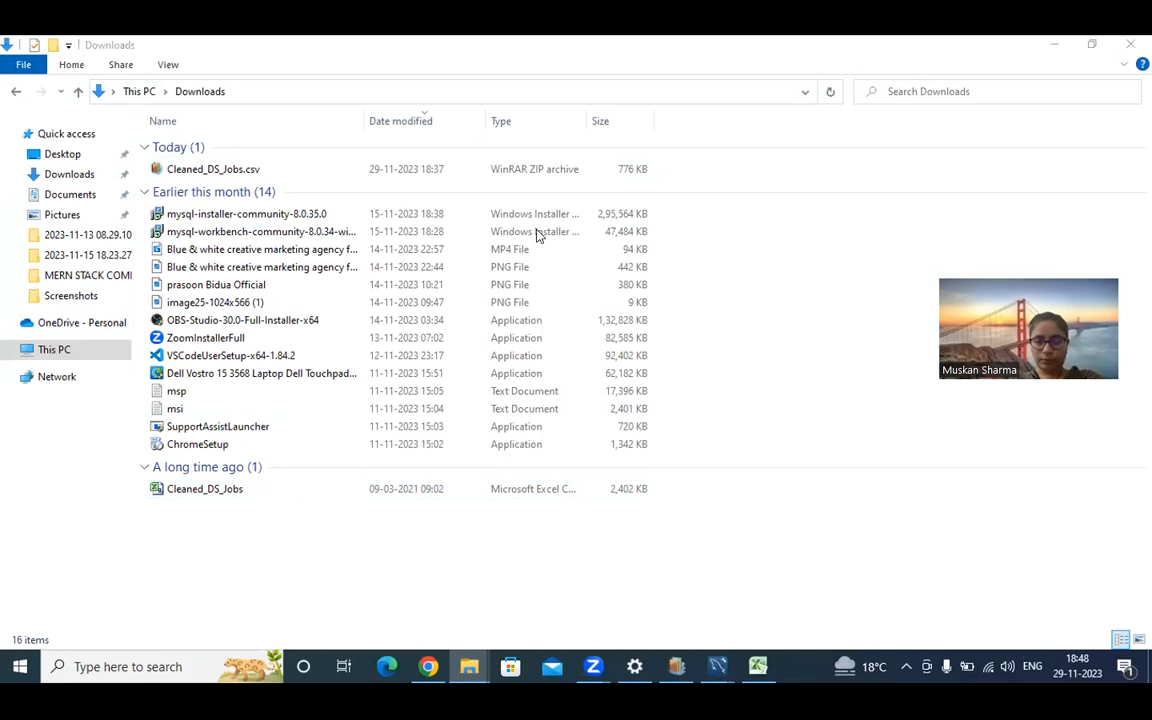 Downloads
File Home Share View
This PC Downloads Search Downloads
Name Date modified Type Size
Quick access
Desktop
Downloads
Documents
Pictures
2023-11-13 08.29.10
2023-11-15 18.23.27
MERN STACK COM
Screenshots
OneDrive - Personal
This PC
Network
Today (1)
Cleaned_DS_Jobs.csv 29-11-2023 18:37 WinRAR ZIP archive 776 KB
Earlier this month (14)
mysql-installer-community-8.0.35.0 15-11-2023 18:38 Windows Installer ... 2,95,564 KB
mysql-workbench-community-8.0.34-wi... 15-11-2023 18:28 Windows Installer ... 47,484 KB
Blue & white creative marketing agency f... 14-11-2023 22:57 MP4 File 94 KB
Blue & white creative marketing agency f... 14-11-2023 22:44 PNG File 442 KB
prasoon Bidua Official 14-11-2023 10:21 PNG File 380 KB
image25-1024x566 (1) 14-11-2023 09:47 PNG File 9 KB
OBS-Studio-30.0-Full-Installer-x64 14-11-2023 03:34 Application 1,32,828 KB
ZoomInstallerFull 13-11-2023 07:02 Application 82,585 KB
VSCodeUserSetup-x64-1.84.2 12-11-2023 23:17 Application 92,402 KB
Dell Vostro 15 3568 Laptop Dell Touchpad... 11-11-2023 15:51 Application 62,182 KB
msp 11-11-2023 15:05 Text Document 17,396 KB
msi 11-11-2023 15:04 Text Document 2,401 KB
SupportAssistLauncher 11-11-2023 15:03 Application 720 KB
ChromeSetup 11-11-2023 15:02 Application 1,342 KB
A long time ago (1)
Cleaned_DS_Jobs 09-03-2021 09:02 Microsoft Excel C... 2,402 KB
Muskan Sharma
16 items
Type here to search
18°C
ENG
18:48
29-11-2023
1